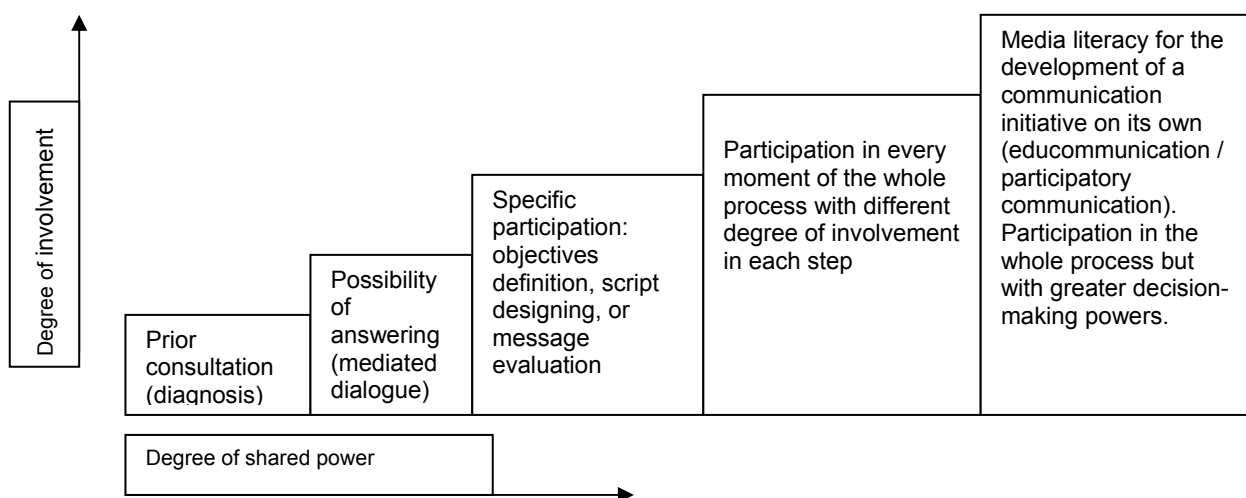 Degree of involvement
Prior
consultation
(diagnosis)
Possibility
of
answering
(mediated
dialogue)
Specific
participation:
objectives
definition, script
designing, or
message
evaluation
Participation in every
moment of the whole
process with different
degree of involvement
in each step
Media literacy for the
development of a
communication
initiative on its own
(educommunication /
participatory
communication).
Participation in the
whole process but
with greater decision-
making powers.
Degree of shared power